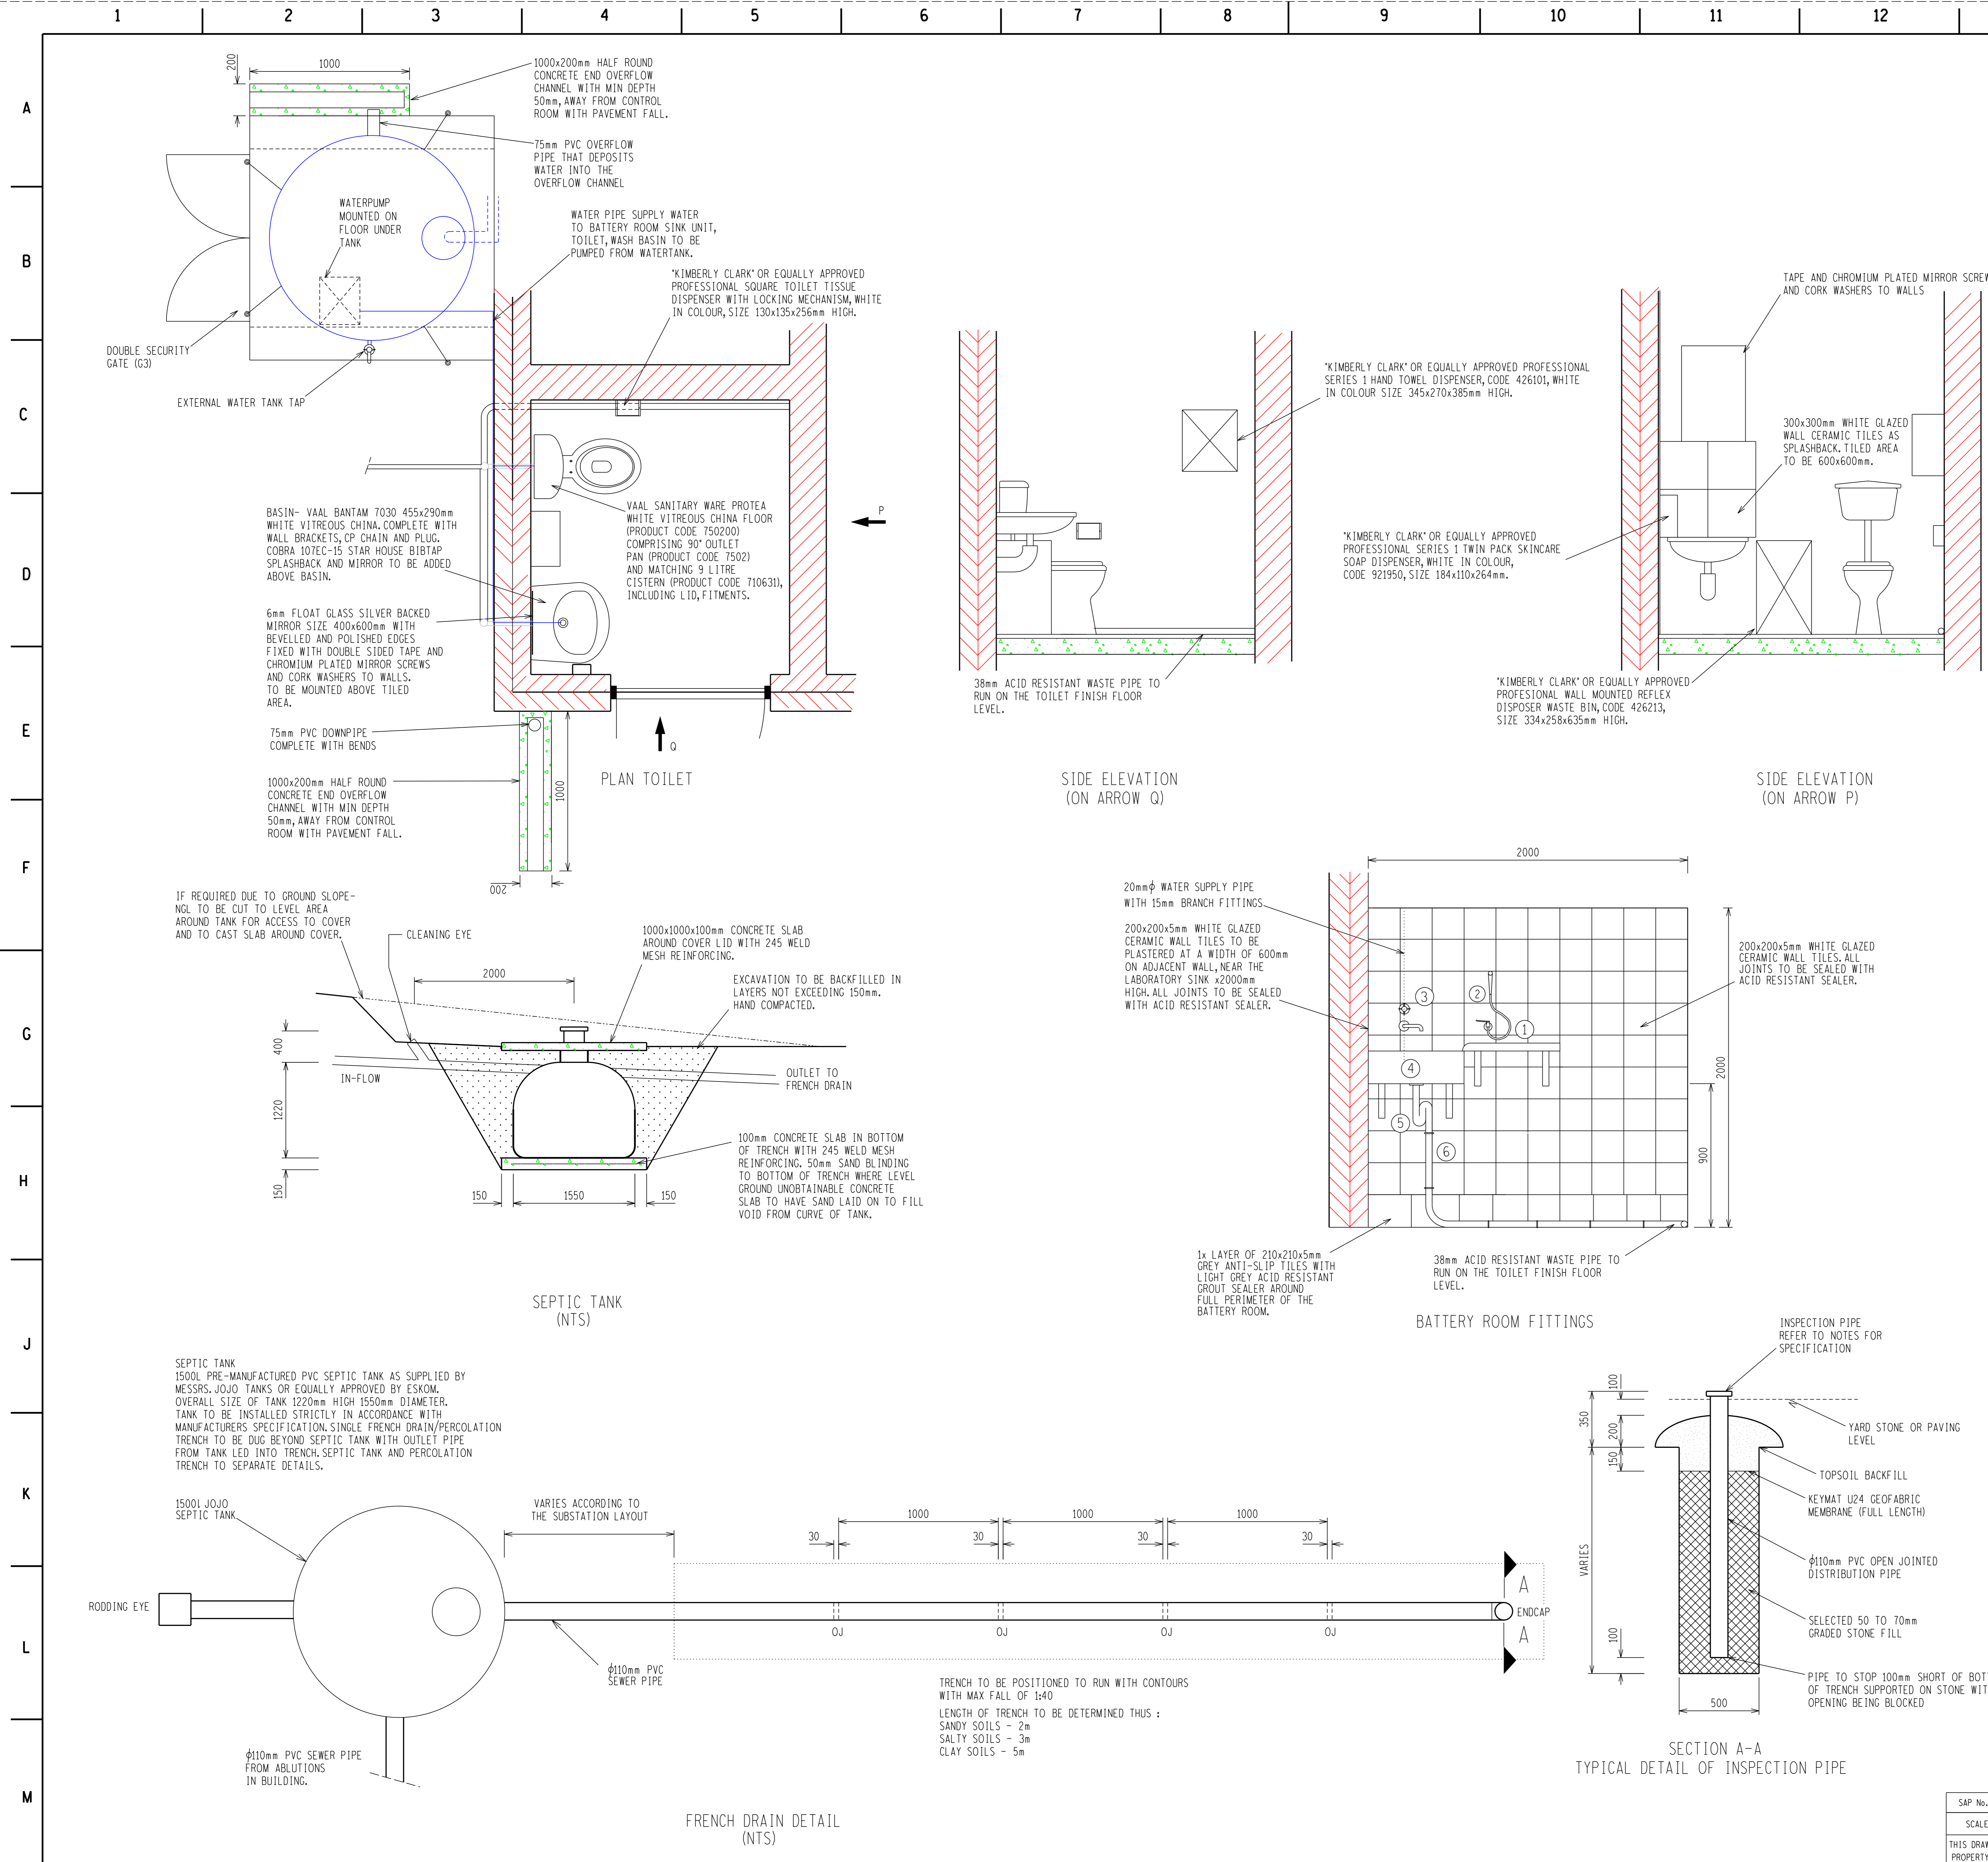 1 2 3 4 5 6 7 8 9 10 11 12
A
B
C
D
E
F
G
H
J
K
L
M
200
1000
1000x200mm HALF ROUND
CONCRETE END OVERFLOW
CHANNEL WITH MIN DEPTH
50mm, AWAY FROM CONTROL
ROOM WITH PAVEMENT FALL.
75mm PVC OVERFLOW
PIPE THAT DEPOSITS
WATER INTO THE
OVERFLOW CHANNEL
WATERPUMP
MOUNTED ON
FLOOR UNDER
TANK
WATER PIPE SUPPLY WATER
TO BATTERY ROOM SINK UNIT,
TOILET, WASH BASIN TO BE
PUMPED FROM WATERTANK.
'KIMBERLY CLARK' OR EQUALLY APPROVED
PROFESSIONAL SQUARE TOILET TISSUE
DISPENSER WITH LOCKING MECHANISM, WHITE
IN COLOUR, SIZE 130x135x256mm HIGH.
DOUBLE SECURITY
GATE (G3)
EXTERNAL WATER TANK TAP
BASIN- VAAL BANTAM 7030 455x290mm
WHITE VITREOUS CHINA. COMPLETE WITH
WALL BRACKETS, CP CHAIN AND PLUG.
COBRA 107EC-15 STAR HOUSE BIBTAP
SPLASHBACK AND MIRROR TO BE ADDED
ABOVE BASIN.
6mm FLOAT GLASS SILVER BACKED
MIRROR SIZE 400x600mm WITH
BEVELLED AND POLISHED EDGES
FIXED WITH DOUBLE SIDED TAPE AND
CHROMIUM PLATED MIRROR SCREWS
AND CORK WASHERS TO WALLS.
TO BE MOUNTED ABOVE TILED
AREA.
75mm PVC DOWNPIPE
COMPLETE WITH BENDS
1000x200mm HALF ROUND
CONCRETE END OVERFLOW
CHANNEL WITH MIN DEPTH
50mm, AWAY FROM CONTROL
ROOM WITH PAVEMENT FALL.
VAAL SANITARY WARE PROTEA
WHITE VITREOUS CHINA FLOOR
(PRODUCT CODE 750200)
COMPRISING 90° OUTLET
PAN (PRODUCT CODE 7502)
AND MATCHING 9 LITRE
CISTERN (PRODUCT CODE 710631),
INCLUDING LID, FITMENTS.
P
Q
1000
200
PLAN TOILET
'KIMBERLY CLARK' OR EQUALLY APPROVED PROFESSIONAL
SERIES 1 HAND TOWEL DISPENSER, CODE 426101, WHITE
IN COLOUR SIZE 345x270x385mm HIGH.
38mm ACID RESISTANT WASTE PIPE TO
RUN ON THE TOILET FINISH FLOOR
LEVEL.
SIDE ELEVATION
(ON ARROW Q)
TAPE AND CHROMIUM PLATED MIRROR SCREW
AND CORK WASHERS TO WALLS
300x300mm WHITE GLAZED
WALL CERAMIC TILES AS
SPLASHBACK. TILED AREA
TO BE 600x600mm.
'KIMBERLY CLARK' OR EQUALLY APPROVED
PROFESSIONAL SERIES 1 TWIN PACK SKINCARE
SOAP DISPENSER, WHITE IN COLOUR,
CODE 921950, SIZE 184x110x264mm.
'KIMBERLY CLARK' OR EQUALLY APPROVED
PROFESIONAL WALL MOUNTED REFLEX
DISPOSER WASTE BIN, CODE 426213,
SIZE 334x258x635mm HIGH.
SIDE ELEVATION
(ON ARROW P)
IF REQUIRED DUE TO GROUND SLOPE-
NGL TO BE CUT TO LEVEL AREA
AROUND TANK FOR ACCESS TO COVER
AND TO CAST SLAB AROUND COVER.
CLEANING EYE
2000
1000x1000x100mm CONCRETE SLAB
AROUND COVER LID WITH 245 WELD
MESH REINFORCING.
EXCAVATION TO BE BACKFILLED IN
LAYERS NOT EXCEEDING 150mm.
HAND COMPACTED.
400
1220
150
IN-FLOW
OUTLET TO
FRENCH DRAIN
100mm CONCRETE SLAB IN BOTTOM
OF TRENCH WITH 245 WELD MESH
REINFORCING. 50mm SAND BLINDING
TO BOTTOM OF TRENCH WHERE LEVEL
GROUND UNOBTAINABLE CONCRETE
SLAB TO HAVE SAND LAID ON TO FILL
VOID FROM CURVE OF TANK.
150 1550 150
SEPTIC TANK
(NTS)
2000
20mmϕ WATER SUPPLY PIPE
WITH 15mm BRANCH FITTINGS
200x200x5mm WHITE GLAZED
CERAMIC WALL TILES TO BE
PLASTERED AT A WIDTH OF 600mm
ON ADJACENT WALL, NEAR THE
LABORATORY SINK x2000mm
HIGH. ALL JOINTS TO BE SEALED
WITH ACID RESISTANT SEALER.
3
2
1
4
5
6
200x200x5mm WHITE GLAZED
CERAMIC WALL TILES. ALL
JOINTS TO BE SEALED WITH
ACID RESISTANT SEALER.
2000
900
1x LAYER OF 210x210x5mm
GREY ANTI-SLIP TILES WITH
LIGHT GREY ACID RESISTANT
GROUT SEALER AROUND
FULL PERIMETER OF THE
BATTERY ROOM.
38mm ACID RESISTANT WASTE PIPE TO
RUN ON THE TOILET FINISH FLOOR
LEVEL.
BATTERY ROOM FITTINGS
SEPTIC TANK
1500L PRE-MANUFACTURED PVC SEPTIC TANK AS SUPPLIED BY
MESSRS. JOJO TANKS OR EQUALLY APPROVED BY ESKOM.
OVERALL SIZE OF TANK 1220mm HIGH 1550mm DIAMETER.
TANK TO BE INSTALLED STRICTLY IN ACCORDANCE WITH
MANUFACTURERS SPECIFICATION. SINGLE FRENCH DRAIN/PERCOLATION
TRENCH TO BE DUG BEYOND SEPTIC TANK WITH OUTLET PIPE
FROM TANK LED INTO TRENCH. SEPTIC TANK AND PERCOLATION
TRENCH TO SEPARATE DETAILS.
1500l JOJO
SEPTIC TANK
VARIES ACCORDING TO
THE SUBSTATION LAYOUT
1000 1000 1000
30 30 30 30
RODDING EYE
OJ OJ OJ OJ
A
ENDCAP
A
ϕ110mm PVC
SEWER PIPE
ϕ110mm PVC SEWER PIPE
FROM ABLUTIONS
IN BUILDING.
TRENCH TO BE POSITIONED TO RUN WITH CONTOURS
WITH MAX FALL OF 1:40
LENGTH OF TRENCH TO BE DETERMINED THUS :
SANDY SOILS - 2m
SALTY SOILS - 3m
CLAY SOILS - 5m
FRENCH DRAIN DETAIL
(NTS)
INSPECTION PIPE
REFER TO NOTES FOR
SPECIFICATION
100
350
200
150
VARIES
100
500
YARD STONE OR PAVING
LEVEL
TOPSOIL BACKFILL
KEYMAT U24 GEOFABRIC
MEMBRANE (FULL LENGTH)
ϕ110mm PVC OPEN JOINTED
DISTRIBUTION PIPE
SELECTED 50 TO 70mm
GRADED STONE FILL
PIPE TO STOP 100mm SHORT OF BOT
OF TRENCH SUPPORTED ON STONE WIT
OPENING BEING BLOCKED
SECTION A-A
TYPICAL DETAIL OF INSPECTION PIPE
SAP No.
SCALE
THIS DRAW
PROPERTY